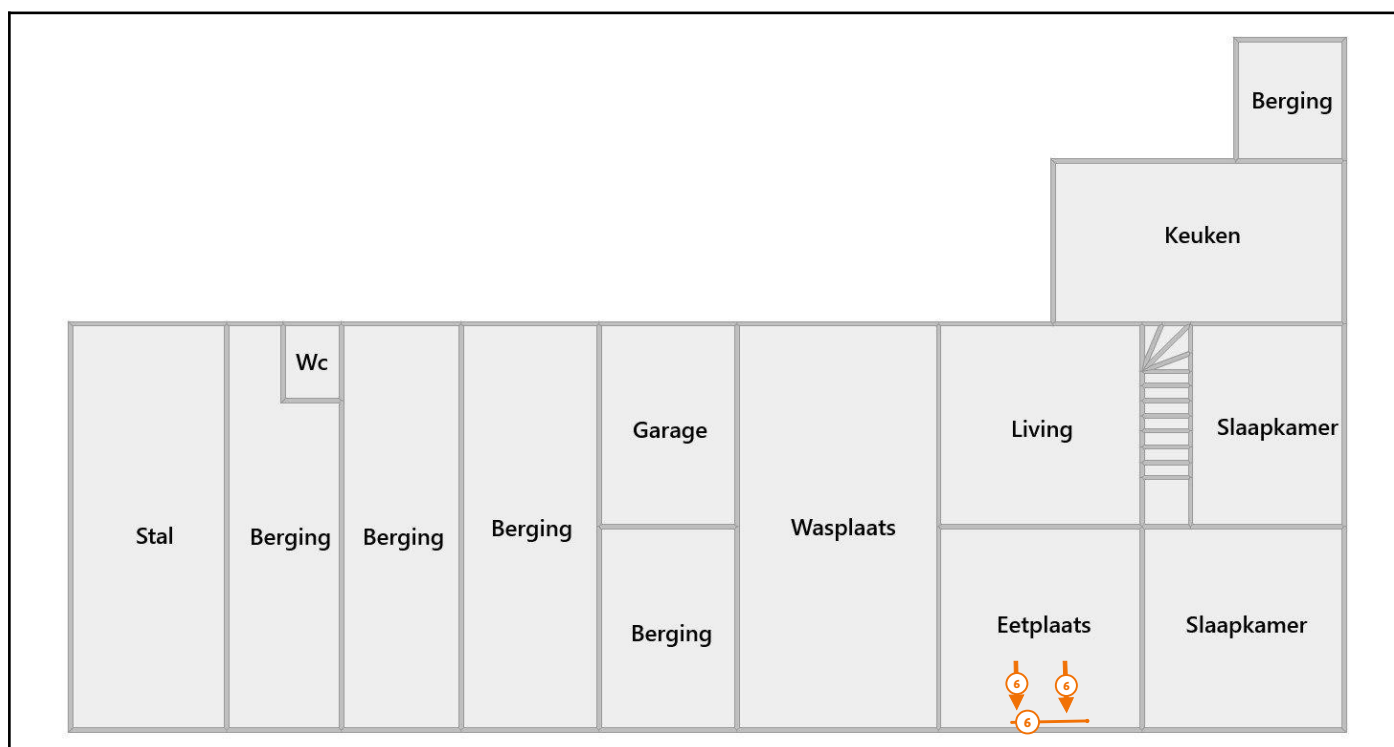 Berging
Keuken
Wc
Garage
Living
Slaapkamer
Stal
Berging
Berging
Berging
Wasplaats
Berging
Eetplaats
Slaapkamer
6
6
6